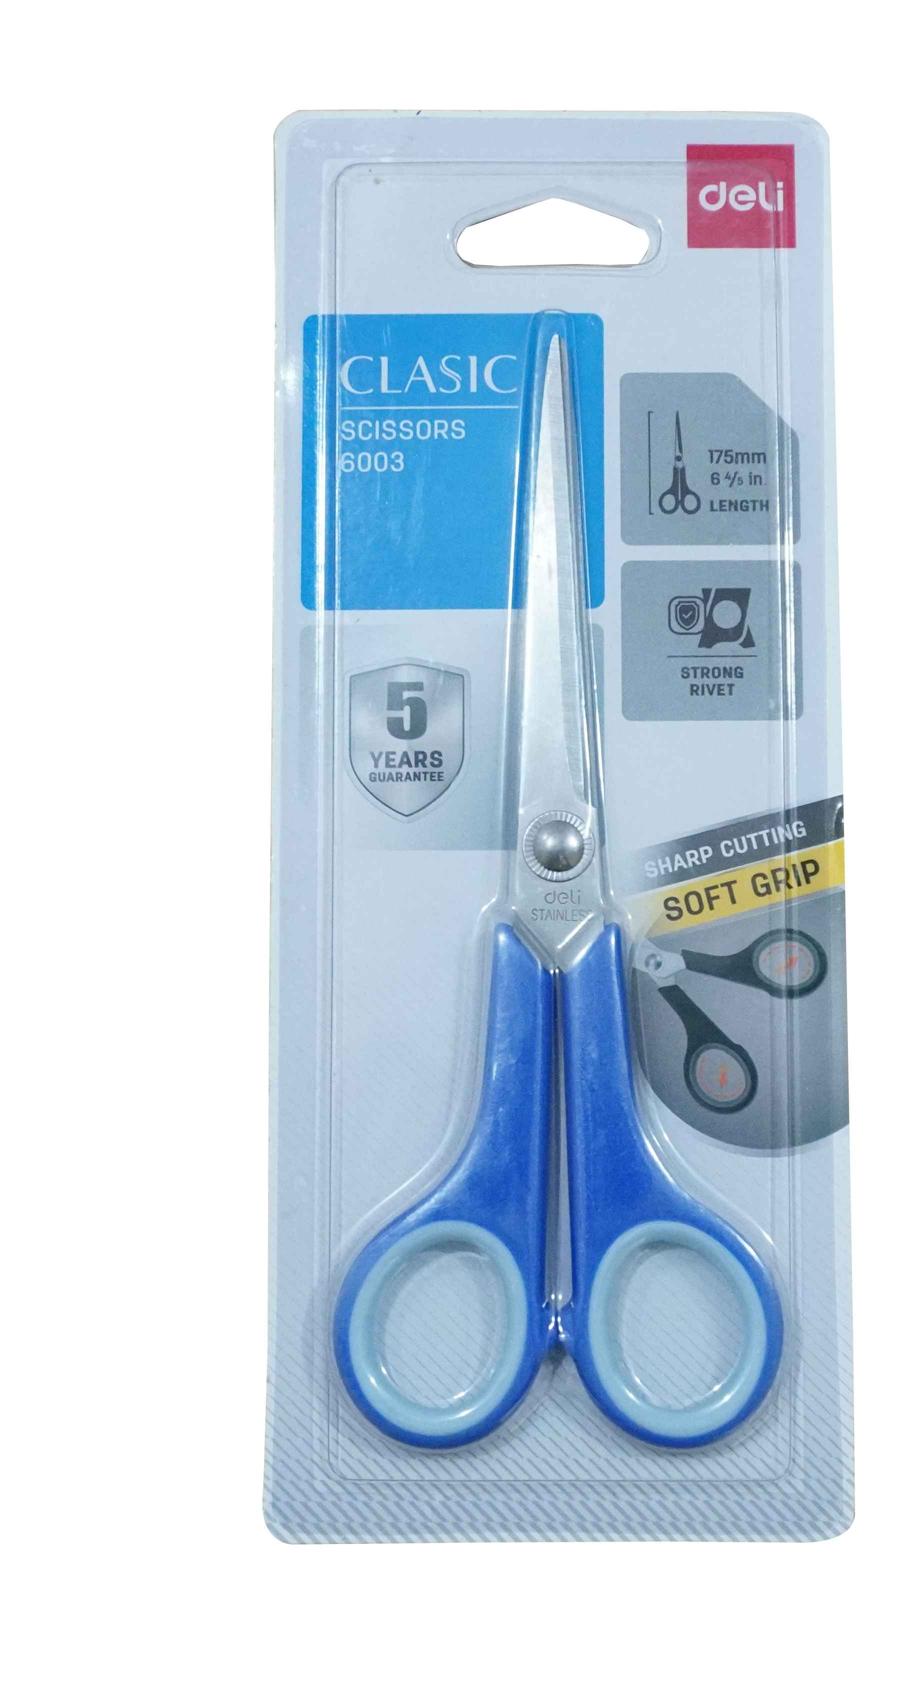 deli
CLASIC
SCISSORS
6003
175mm
6 4/5 in.
LENGTH
STRONG
RIVET
5
YEARS
GUARANTEE
SHARP CUTTING
SOFT GRIP
deli
STAINLESS